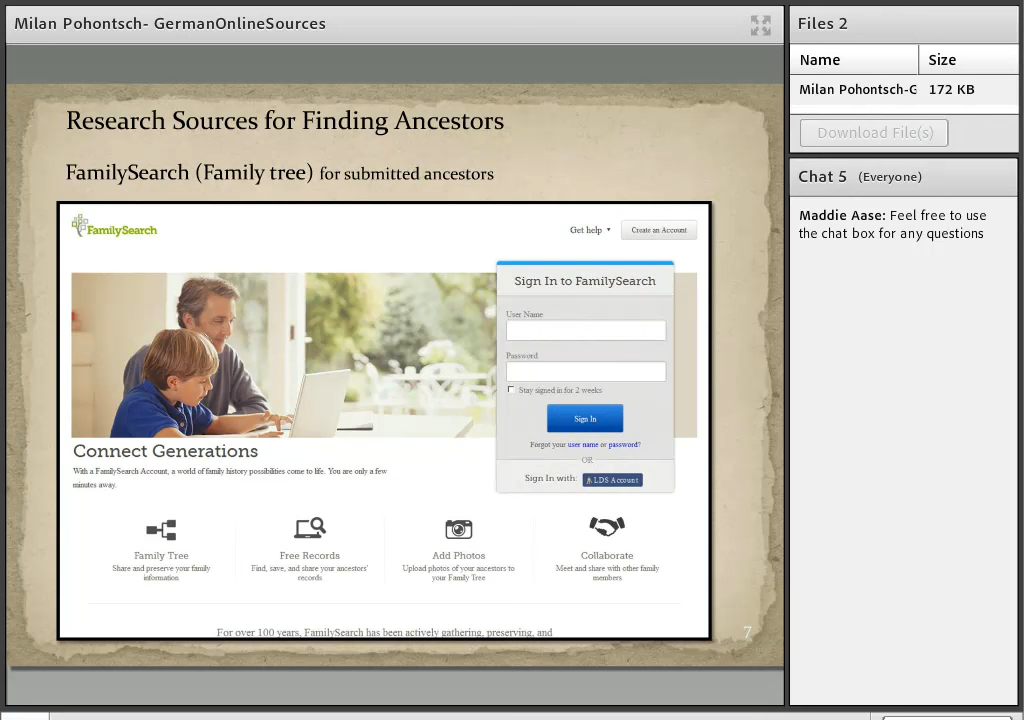 Milan Pohontsch- GermanOnlineSources
Research Sources for Finding Ancestors
FamilySearch (Family tree) for submitted ancestors
FamilySearch
Get help
Create an Account
Sign In to FamilySearch
User Name
Password
Stay signed in for 2 weeks
Sign In
Forgot your user name or password?
OR
Sign In with:
LDS Account
Connect Generations
With a FamilySearch Account, a world of family history possibilities come to life. You are only a few
minutes away.
Family Tree
Share and preserve your family
information
Free Records
Find, save, and share your ancestors'
records
Add Photos
Upload photos of your ancestors to
your Family Tree
Collaborate
Meet and share with other family
members
For over 100 years, FamilySearch has been actively gathering, preserving, and
7
Files 2
Name Size
Milan Pohontsch-G 172 KB
Download File(s)
Chat 5 (Everyone)
Maddie Aase: Feel free to use
the chat box for any questions